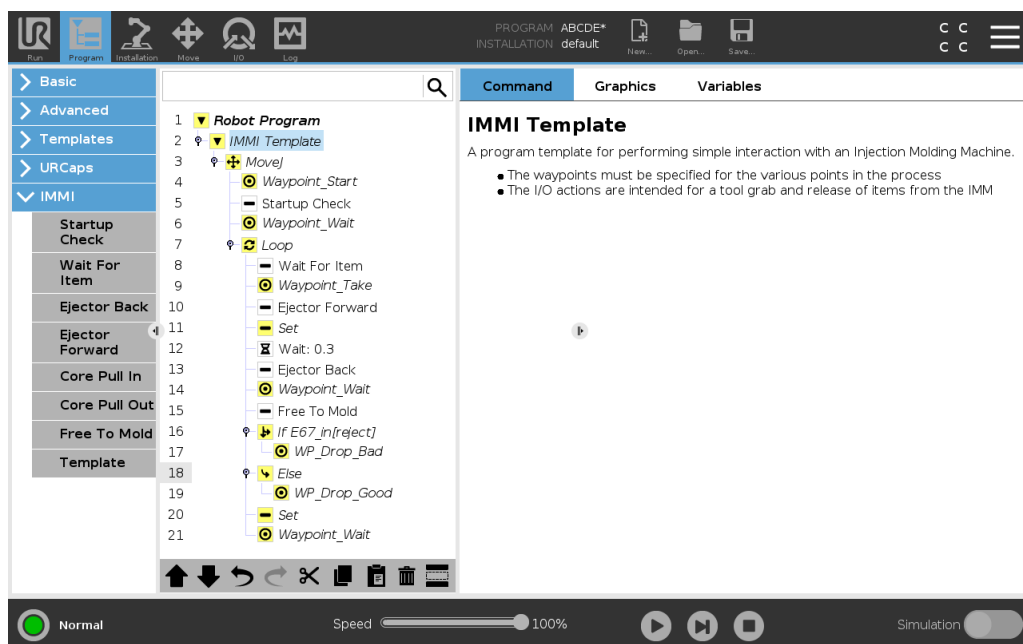 PROGRAM ABCDE*
INSTALLATION default
Run
Program
Installation
Move
I/O
Log
New...
Open...
Save...
C C
C C
Basic
Advanced
Templates
URCaps
IMMI
Startup Check
Wait For Item
Ejector Back
Ejector Forward
Core Pull In
Core Pull Out
Free To Mold
Template
1 Robot Program
2 IMMI Template
3 MoveJ
4 Waypoint_Start
5 Startup Check
6 Waypoint_Wait
7 Loop
8 Wait For Item
9 Waypoint_Take
10 Ejector Forward
11 Set
12 Wait: 0.3
13 Ejector Back
14 Waypoint_Wait
15 Free To Mold
16 If E67_in[reject]
17 WP_Drop_Bad
18 Else
19 WP_Drop_Good
20 Set
21 Waypoint_Wait
Command Graphics Variables
IMMI Template
A program template for performing simple interaction with an Injection Molding Machine.
● The waypoints must be specified for the various points in the process
● The I/O actions are intended for a tool grab and release of items from the IMM
Normal
Speed 100%
Simulation